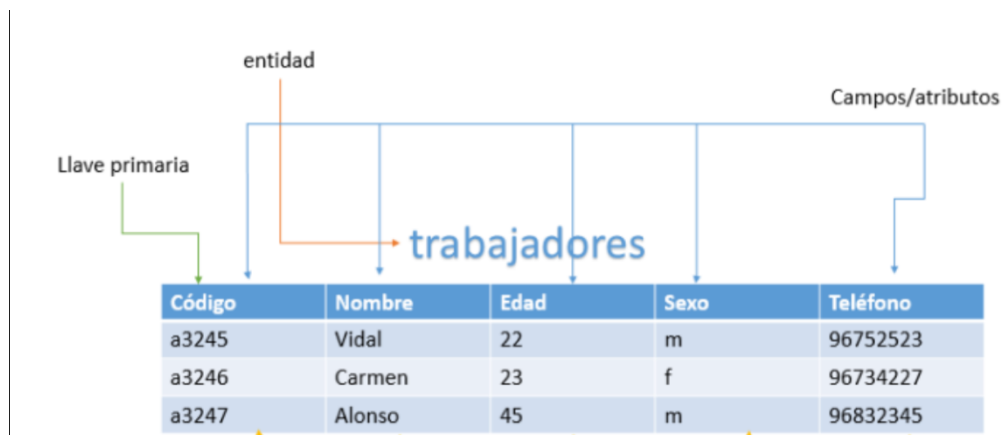 entidad
Campos/atributos
Llave primaria
trabajadores
Código Nombre Edad Sexo Teléfono
a3245 Vidal 22 m 96752523
a3246 Carmen 23 f 96734227
a3247 Alonso 45 m 96832345